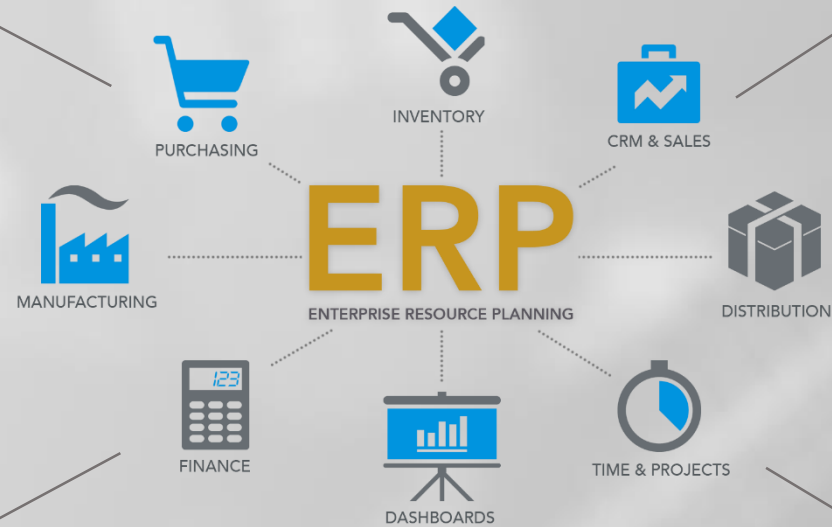 INVENTORY
PURCHASING
CRM & SALES
ERP
ENTERPRISE RESOURCE PLANNING
MANUFACTURING
DISTRIBUTION
123
FINANCE
TIME & PROJECTS
DASHBOARDS